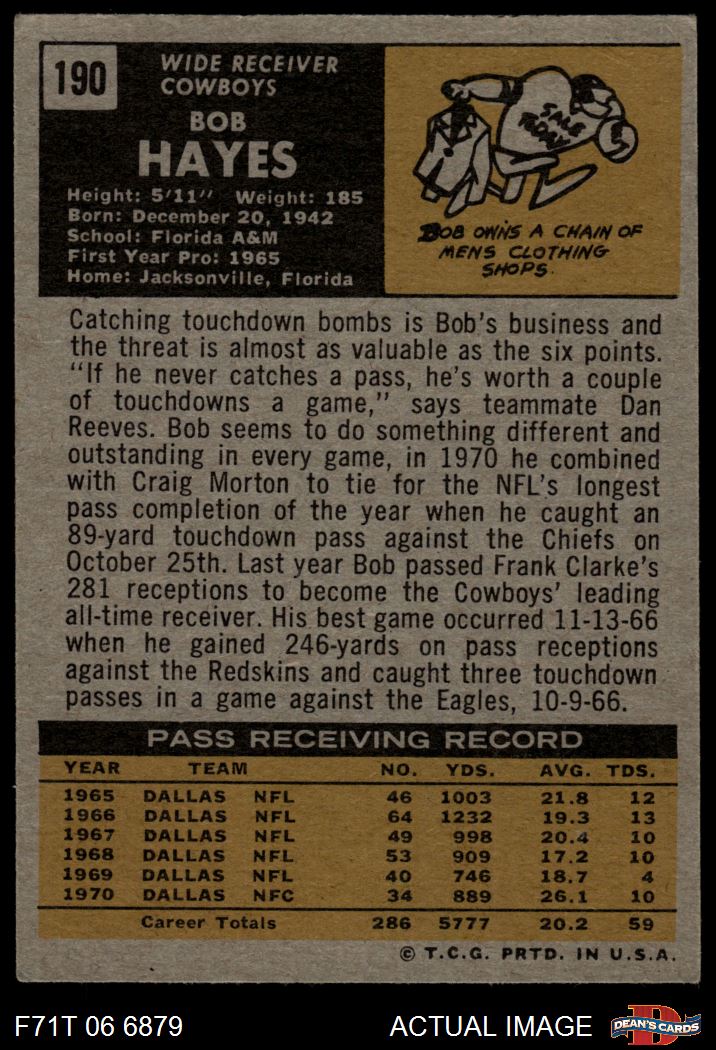 190
WIDE RECEIVER
COWBOYS
BOB
HAYES
Height: 5'11" Weight: 185
Born: December 20, 1942
School: Florida A&M
First Year Pro: 1965
Home: Jacksonville, Florida
SALE
TODAY
BOB OWNS A CHAIN OF
MENS CLOTHING
SHOPS.
Catching touchdown bombs is Bob's business and
the threat is almost as valuable as the six points.
"If he never catches a pass, he's worth a couple
of touchdowns a game," says teammate Dan
Reeves. Bob seems to do something different and
outstanding in every game, in 1970 he combined
with Craig Morton to tie for the NFL's longest
pass completion of the year when he caught an
89-yard touchdown pass against the Chiefs on
October 25th. Last year Bob passed Frank Clarke's
281 receptions to become the Cowboys' leading
all-time receiver. His best game occurred 11-13-66
when he gained 246-yards on pass receptions
against the Redskins and caught three touchdown
passes in a game against the Eagles, 10-9-66.
PASS RECEIVING RECORD
YEAR TEAM NO. YDS. AVG. TDS.
1965 DALLAS NFL 46 1003 21.8 12
1966 DALLAS NFL 64 1232 19.3 13
1967 DALLAS NFL 49 998 20.4 10
1968 DALLAS NFL 53 909 17.2 10
1969 DALLAS NFL 40 746 18.7 4
1970 DALLAS NFC 34 889 26.1 10
Career Totals 286 5777 20.2 59
© T.C.G. PRTD. IN U.S.A.
F71T 06 6879 ACTUAL IMAGE
D
DEAN'S CARDS